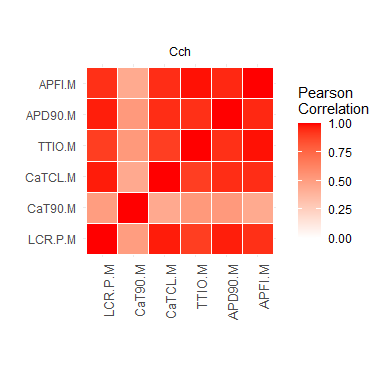 Cch
APFI.M
APD90.M
TTIO.M
CaTCL.M
CaT90.M
LCR.P.M
LCR.P.M
CaT90.M
CaTCL.M
TTIO.M
APD90.M
APFI.M
Pearson
Correlation
1.00
0.75
0.50
0.25
0.00